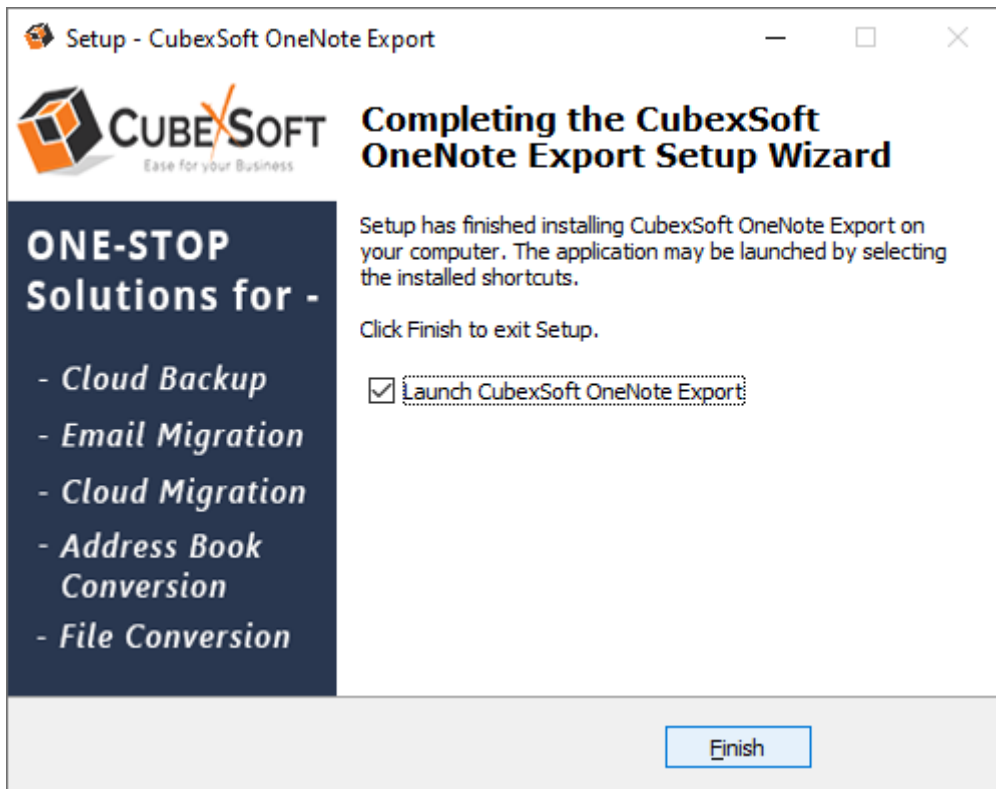 Setup - CubexSoft OneNote Export
CUBEXSOFT
Ease for your Business
ONE-STOP
Solutions for -
- Cloud Backup
- Email Migration
- Cloud Migration
- Address Book
Conversion
- File Conversion
Completing the CubexSoft
OneNote Export Setup Wizard
Setup has finished installing CubexSoft OneNote Export on
your computer. The application may be launched by selecting
the installed shortcuts.
Click Finish to exit Setup.
Launch CubexSoft OneNote Export
Finish